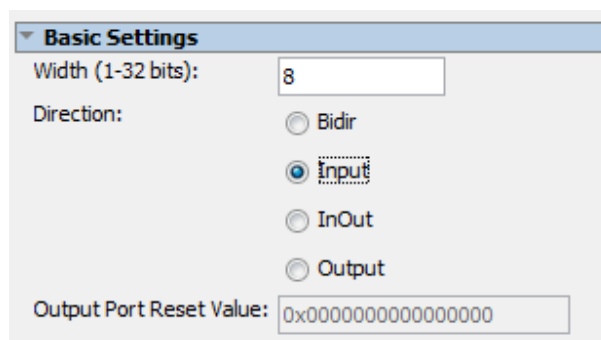 Basic Settings
Width (1-32 bits): 8
Direction:
Bidir
Input
InOut
Output
Output Port Reset Value: 0x0000000000000000